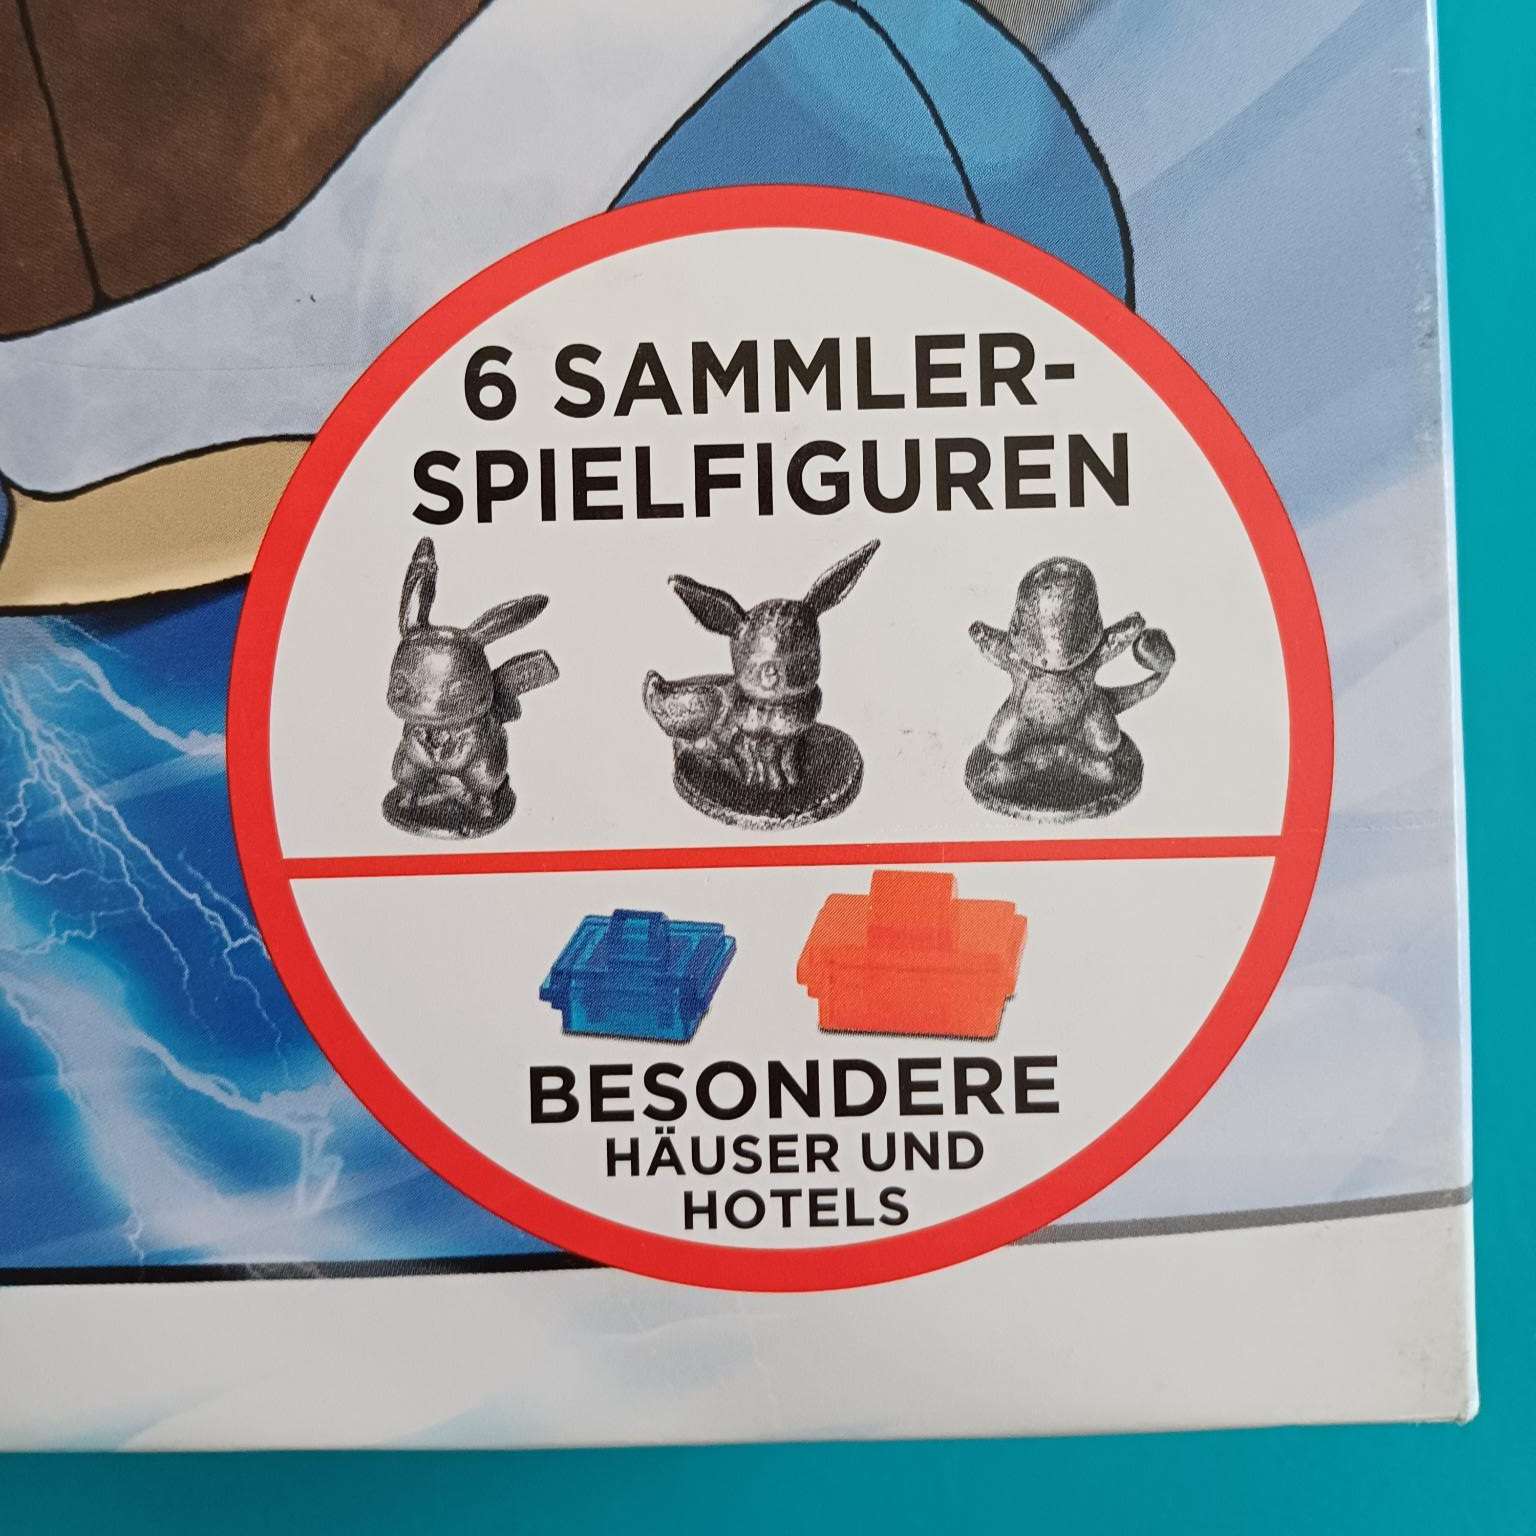 6 SAMMLER-
SPIELFIGUREN
BESONDERE
HÄUSER UND
HOTELS